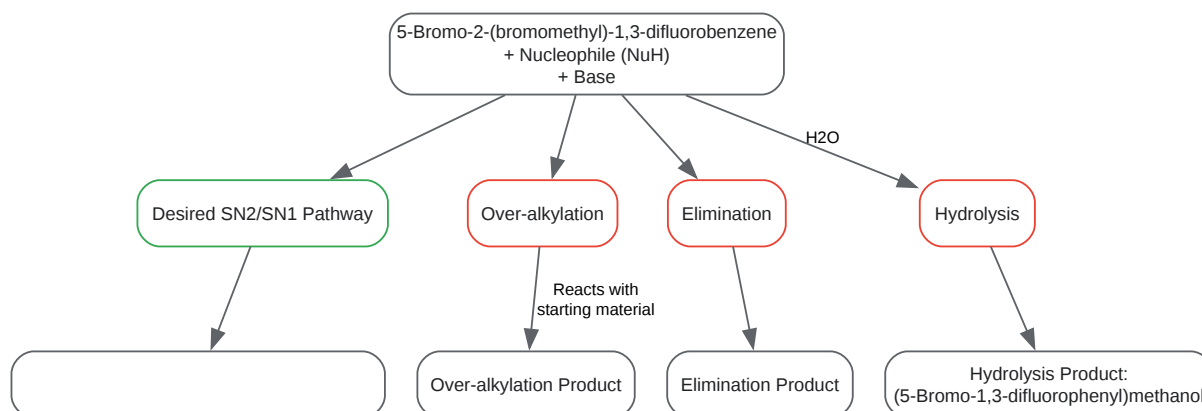 5-Bromo-2-(bromomethyl)-1,3-difluorobenzene
+ Nucleophile (NuH)
+ Base
H2O
Desired SN2/SN1 Pathway
Over-alkylation
Elimination
Hydrolysis
Reacts with
starting material
Over-alkylation Product
Elimination Product
Hydrolysis Product:
(5-Bromo-1,3-difluorophenyl)methanol